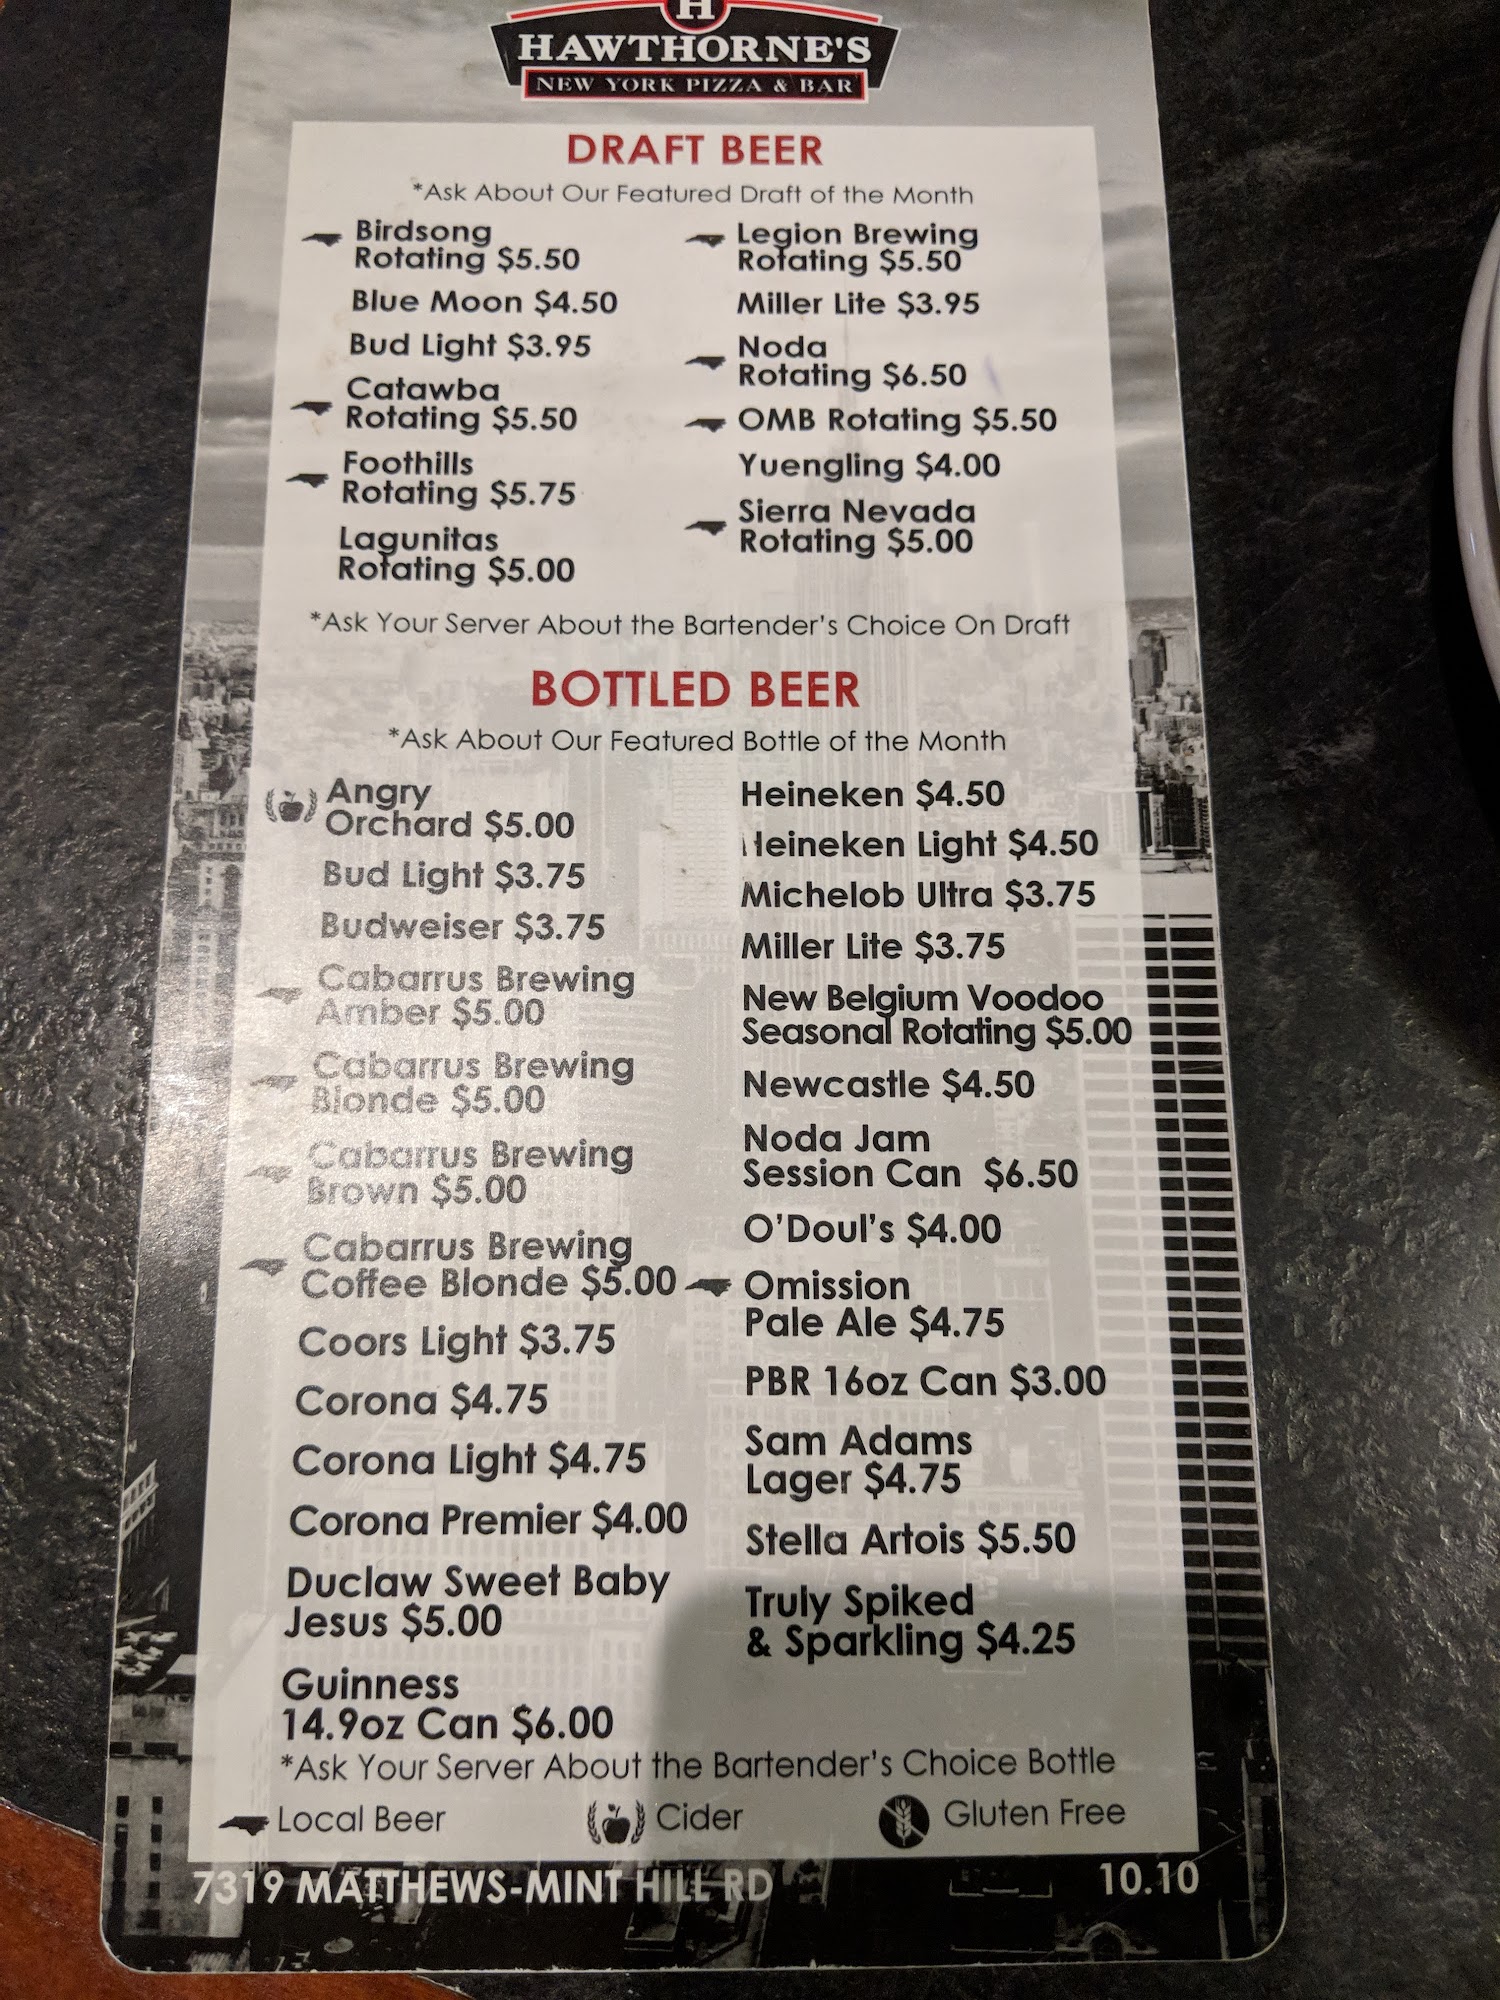 H
HAWTHORNE'S
NEW YORK PIZZA & BAR
DRAFT BEER
*Ask About Our Featured Draft of the Month
Birdsong
Rotating $5.50
Blue Moon $4.50
Bud Light $3.95
Catawba
Rotating $5.50
Foothills
Rotating $5.75
Lagunitas
Rotating $5.00
Legion Brewing
Rotating $5.50
Miller Lite $3.95
Noda
Rotating $6.50
OMB Rotating $5.50
Yuengling $4.00
Sierra Nevada
Rotating $5.00
*Ask Your Server About the Bartender's Choice On Draft
BOTTLED BEER
*Ask About Our Featured Bottle of the Month
Angry
Orchard $5.00
Bud Light $3.75
Budweiser $3.75
Cabarrus Brewing
Amber $5.00
Cabarrus Brewing
Blonde $5.00
Cabarrus Brewing
Brown $5.00
Cabarrus Brewing
Coffee Blonde $5.00
Coors Light $3.75
Corona $4.75
Corona Light $4.75
Corona Premier $4.00
Duclaw Sweet Baby
Jesus $5.00
Guinness
14.9oz Can $6.00
Heineken $4.50
Heineken Light $4.50
Michelob Ultra $3.75
Miller Lite $3.75
New Belgium Voodoo
Seasonal Rotating $5.00
Newcastle $4.50
Noda Jam
Session Can $6.50
O'Doul's $4.00
Omission
Pale Ale $4.75
PBR 16oz Can $3.00
Sam Adams
Lager $4.75
Stella Artois $5.50
Truly Spiked
& Sparkling $4.25
*Ask Your Server About the Bartender's Choice Bottle
Local Beer
Cider
Gluten Free
7319 MATTHEWS-MINT HILL RD
10.10